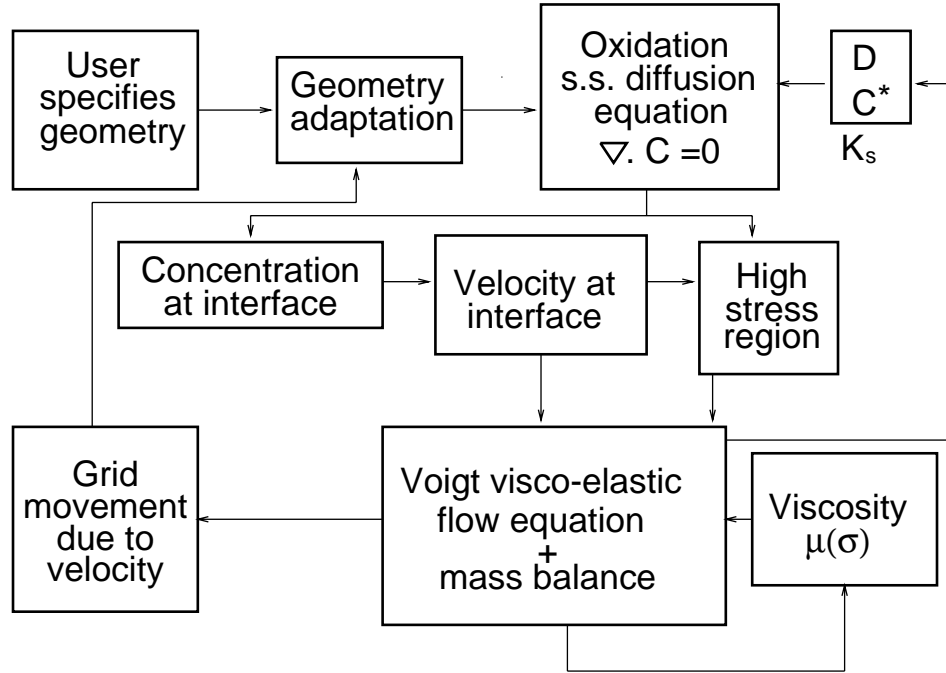 User
specifies
geometry
Geometry
adaptation
Oxidation
s.s. diffusion
equation
∇. C =0
D
C*
Ks
Concentration
at interface
Velocity at
interface
High
stress
region
Grid
movement
due to
velocity
Voigt visco-elastic
flow equation
+
mass balance
Viscosity
μ(σ)